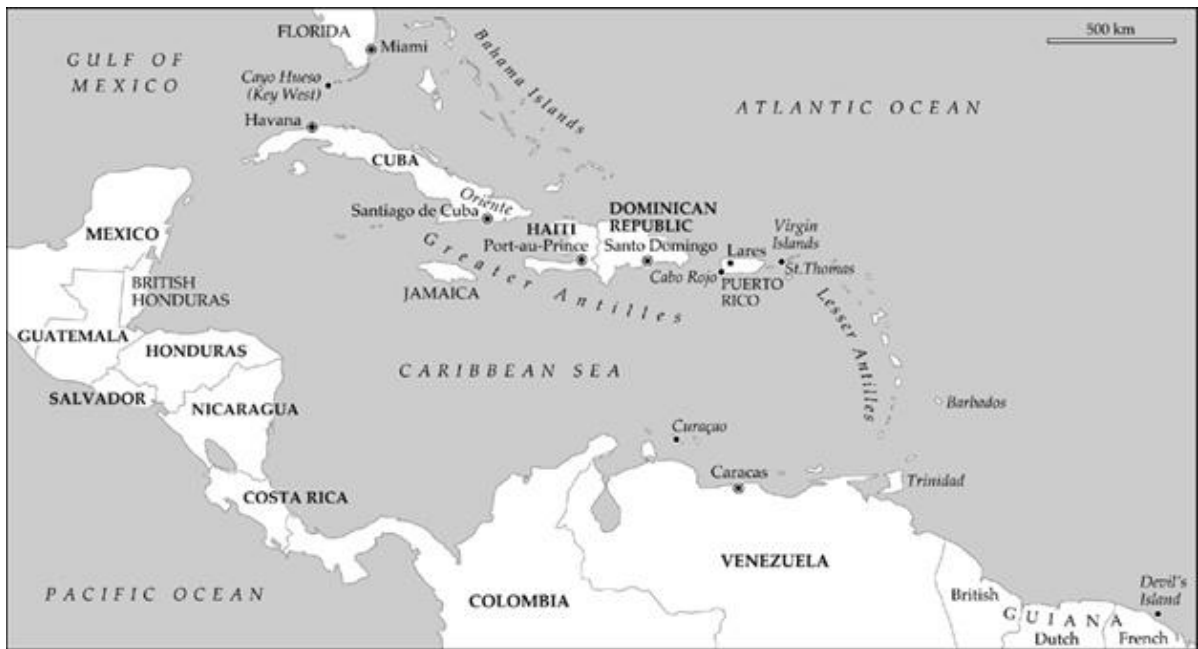 FLORIDA
Miami
GULF OF
MEXICO
Cayo Hueso
(Key West)
Bahama Islands
500 km
ATLANTIC OCEAN
Havana
CUBA
Oriente
Santiago de Cuba
MEXICO
BRITISH
HONDURAS
GUATEMALA
HONDURAS
SALVADOR
NICARAGUA
COSTA RICA
JAMAICA
HAITI
Port-au-Prince
DOMINICAN
REPUBLIC
Santo Domingo
Greater Antilles
Cabo Rojo
Lares
PUERTO
RICO
Virgin
Islands
St. Thomas
Lesser Antilles
CARIBBEAN SEA
Barbados
Curaçao
Caracas
Trinidad
VENEZUELA
COLOMBIA
PACIFIC OCEAN
British
GUIANA
Dutch
French
Devil's
Island